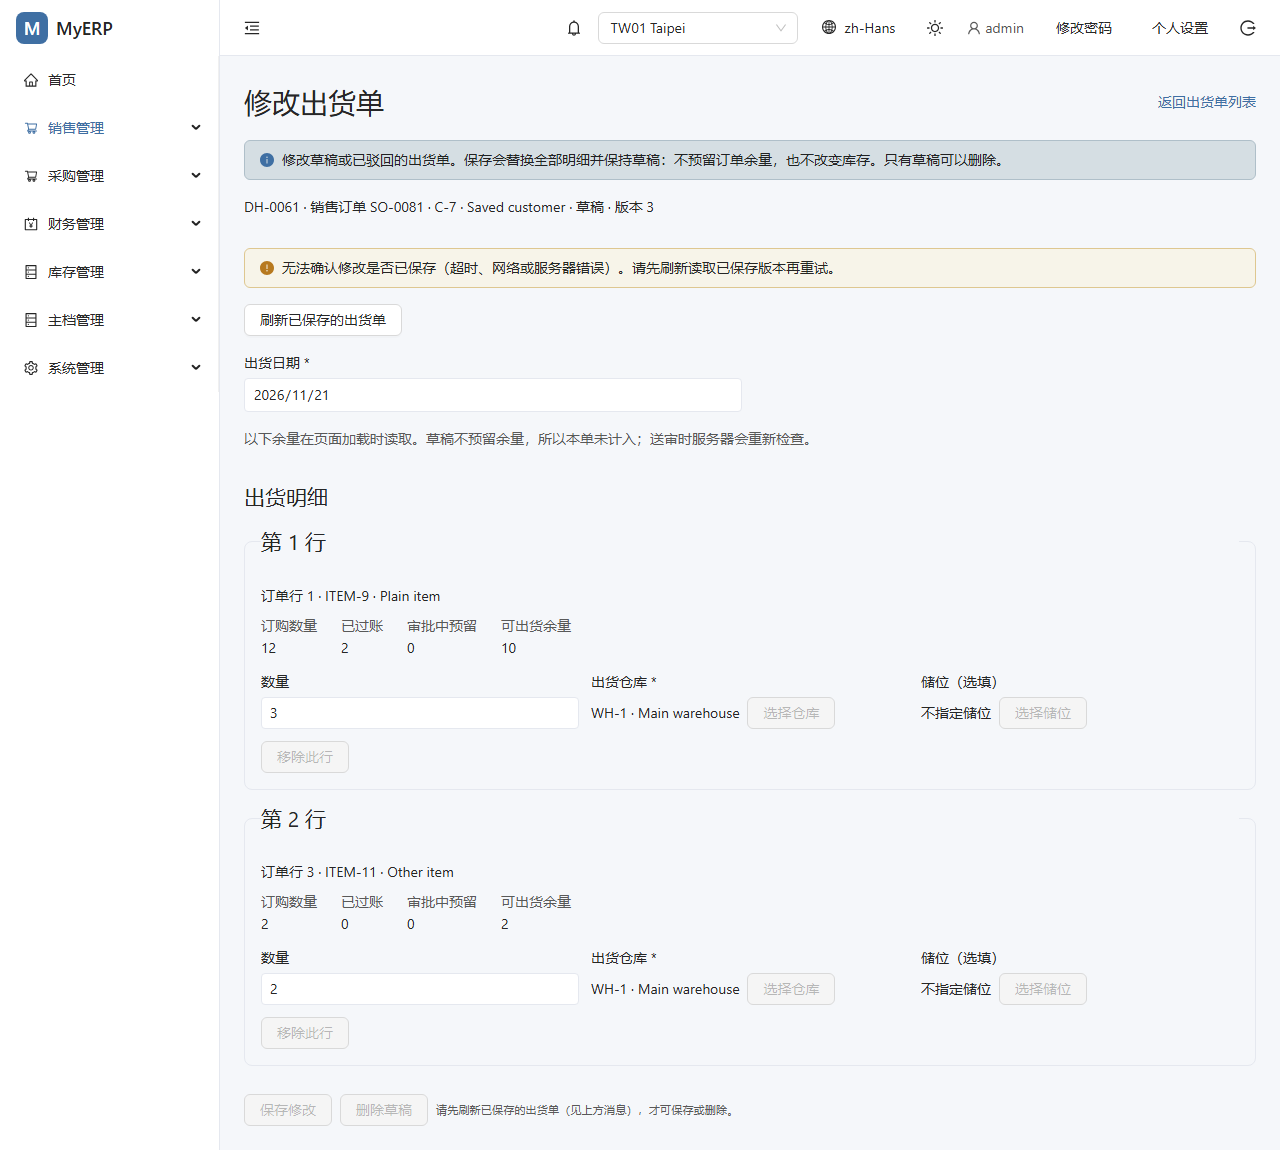 M MyERP
TW01 Taipei
zh-Hans
admin
修改密码
个人设置
首页
销售管理
采购管理
财务管理
库存管理
主档管理
系统管理
修改出货单
返回出货单列表
修改草稿或已驳回的出货单。保存会替换全部明细并保持草稿：不预留订单余量，也不改变库存。只有草稿可以删除。
DH-0061 · 销售订单 SO-0081 · C-7 · Saved customer · 草稿 · 版本 3
无法确认修改是否已保存（超时、网络或服务器错误）。请先刷新读取已保存版本再重试。
刷新已保存的出货单
出货日期 *
2026/11/21
以下余量在页面加载时读取。草稿不预留余量，所以本单未计入；送审时服务器会重新检查。
出货明细
第 1 行
订单行 1 · ITEM-9 · Plain item
订购数量 已过账 审批中预留 可出货余量
12 2 0 10
数量 出货仓库 * 储位（选填）
3 WH-1 · Main warehouse 选择仓库 不指定储位 选择储位
移除此行
第 2 行
订单行 3 · ITEM-11 · Other item
订购数量 已过账 审批中预留 可出货余量
2 0 0 2
数量 出货仓库 * 储位（选填）
2 WH-1 · Main warehouse 选择仓库 不指定储位 选择储位
移除此行
保存修改 删除草稿 请先刷新已保存的出货单（见上方消息），才可保存或删除。